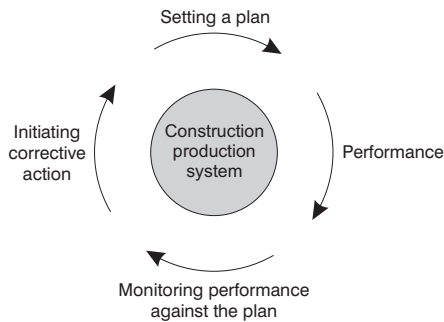 Setting a plan
Construction
production
system
Initiating
corrective
action
Performance
Monitoring performance
against the plan